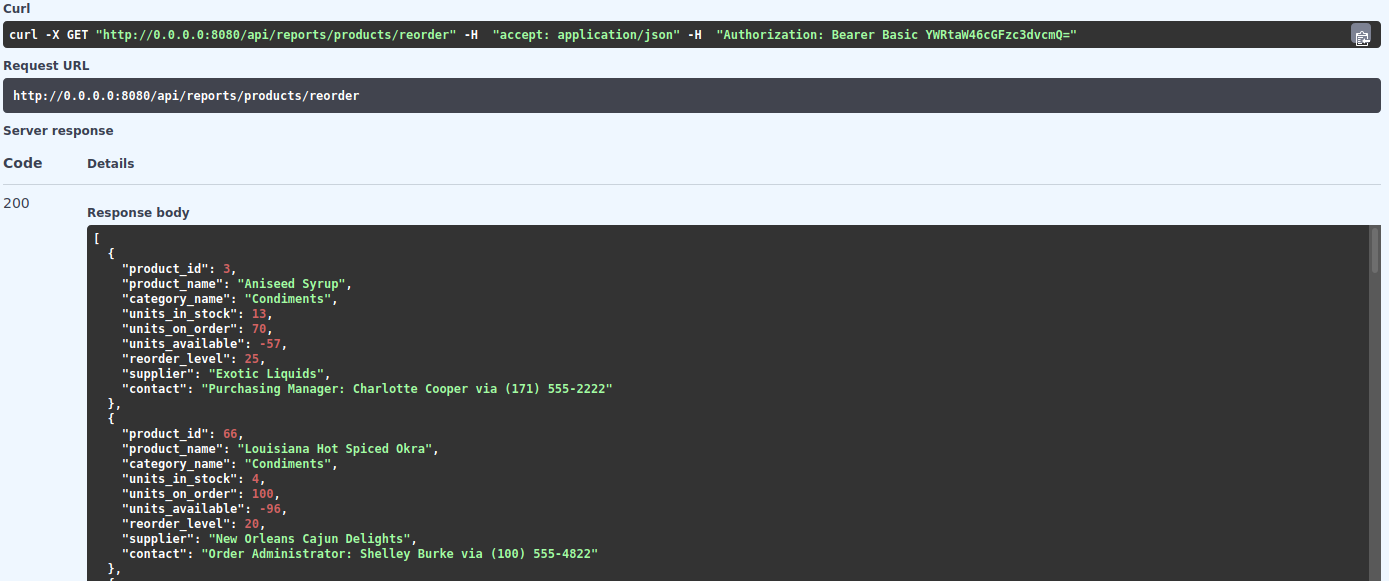 Curl
curl -X GET "http://0.0.0.0:8080/api/reports/products/reorder" -H  "accept: application/json" -H  "Authorization: Bearer Basic YWRtaW46cGFzc3dvcmQ="
Request URL
http://0.0.0.0:8080/api/reports/products/reorder
Server response
Code Details
200
Response body
[
  {
    "product_id": 3,
    "product_name": "Aniseed Syrup",
    "category_name": "Condiments",
    "units_in_stock": 13,
    "units_on_order": 70,
    "units_available": -57,
    "reorder_level": 25,
    "supplier": "Exotic Liquids",
    "contact": "Purchasing Manager: Charlotte Cooper via (171) 555-2222"
  },
  {
    "product_id": 66,
    "product_name": "Louisiana Hot Spiced Okra",
    "category_name": "Condiments",
    "units_in_stock": 4,
    "units_on_order": 100,
    "units_available": -96,
    "reorder_level": 20,
    "supplier": "New Orleans Cajun Delights",
    "contact": "Order Administrator: Shelley Burke via (100) 555-4822"
  },